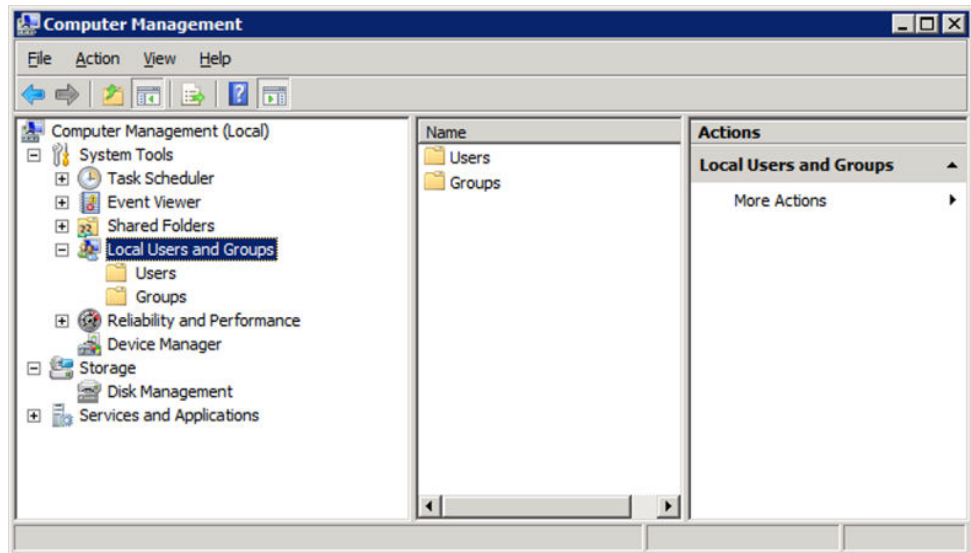 Computer Management
File Action View Help
Computer Management (Local)
System Tools
Task Scheduler
Event Viewer
Shared Folders
Local Users and Groups
Users
Groups
Reliability and Performance
Device Manager
Storage
Disk Management
Services and Applications
Name
Users
Groups
Actions
Local Users and Groups
More Actions